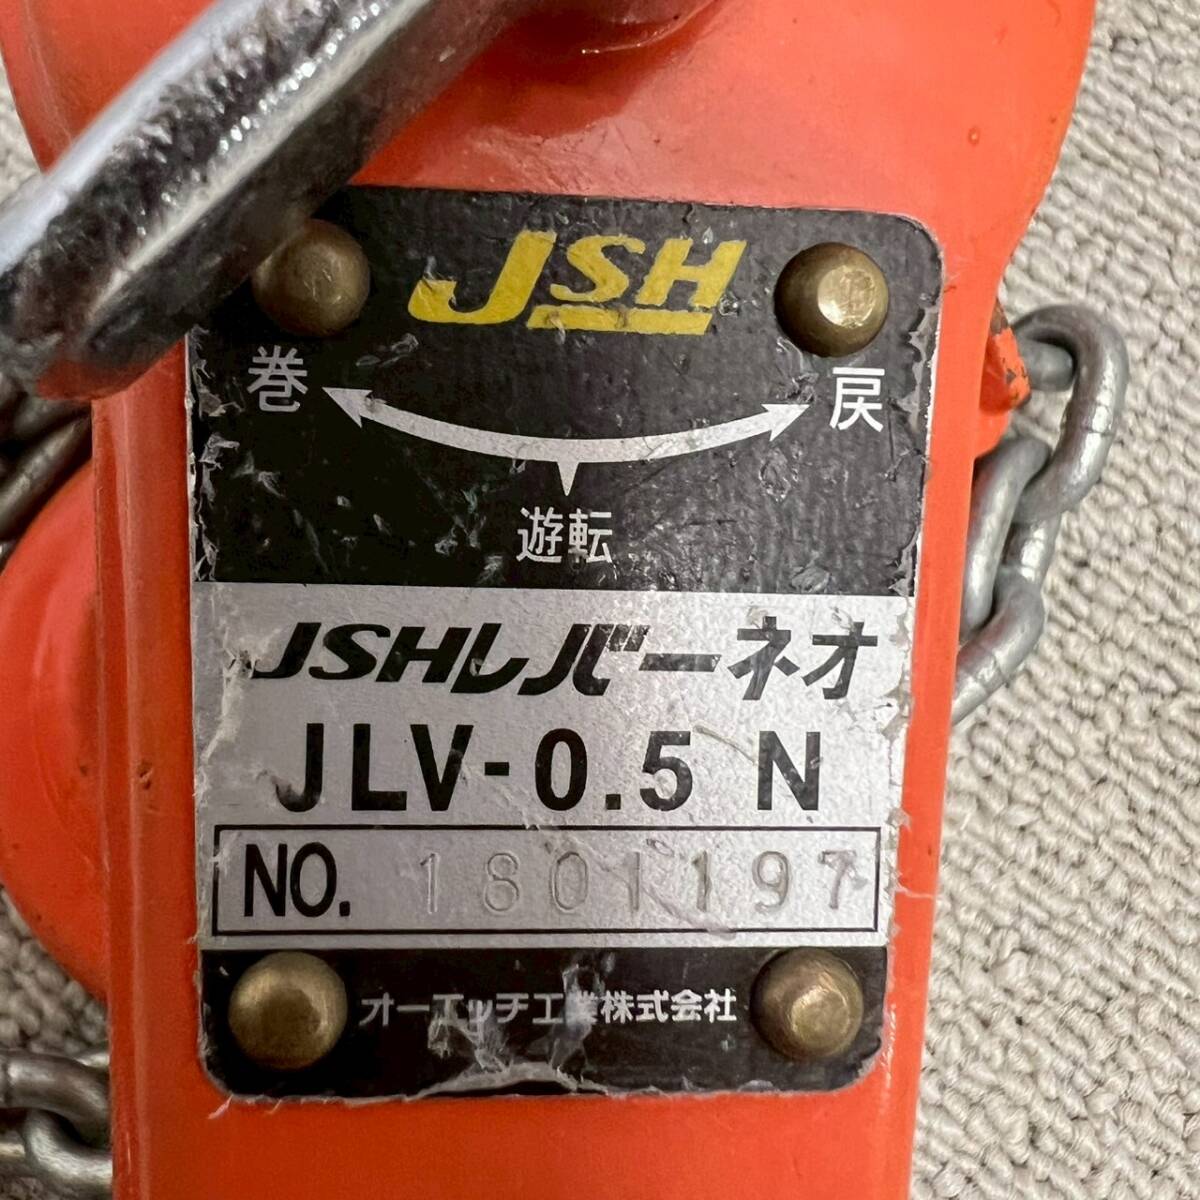 JSH
巻 戻
遊転
JSHレバーネオ
JLV-0.5 N
NO. 1801197
オーエッチ工業株式会社